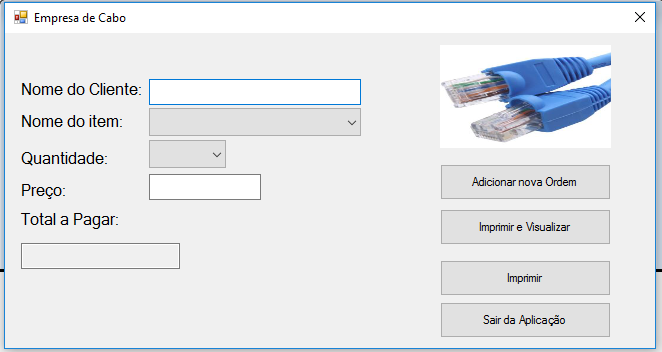 Empresa de Cabo
Nome do Cliente:
Nome do item:
Quantidade:
Preço:
Total a Pagar:
Adicionar nova Ordem
Imprimir e Visualizar
Imprimir
Sair da Aplicação